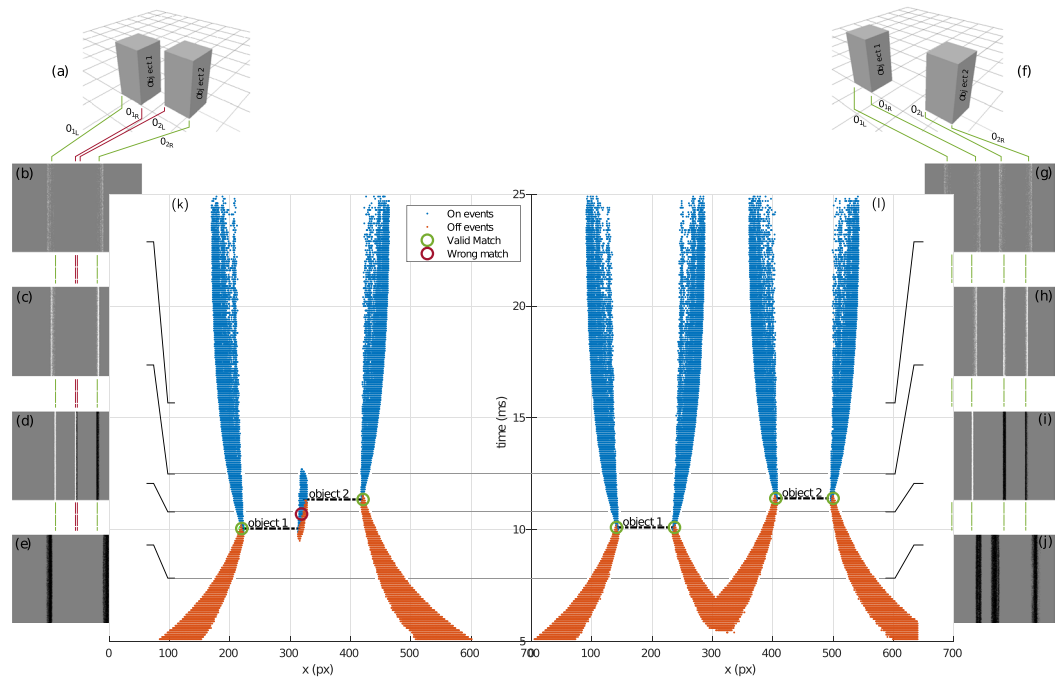 (a)
Object 1
Object 2
O1L
O1R
O2L
O2R
(f)
Object 1
Object 2
O1L
O1R
O2L
O2R
(b)
(c)
(d)
(e)
(g)
(h)
(i)
(j)
(k)
On events
Off events
Valid Match
Wrong match
object 1
object 2
0 100 200 300 400 500 600 700
x (px)
(l)
25
20
15
10
5
time (ms)
object 1
object 2
0 100 200 300 400 500 600 700
x (px)